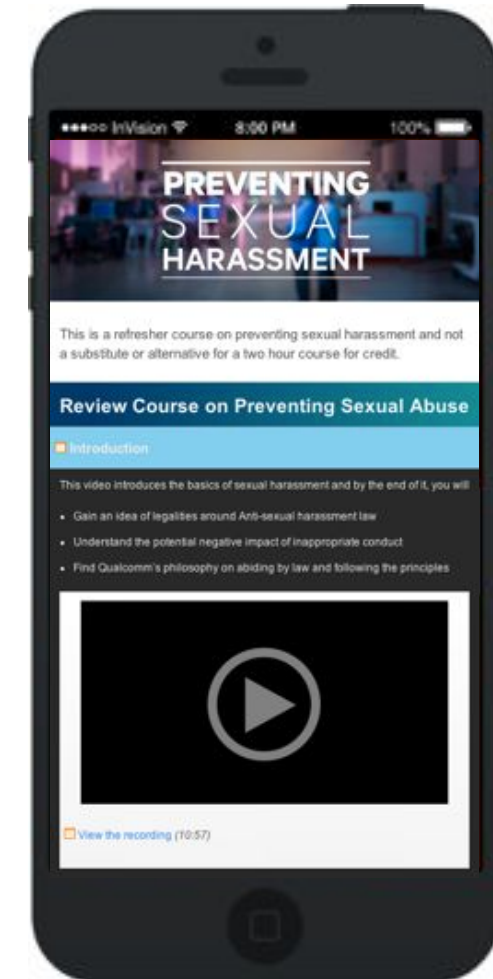 ●●●○○ InVision 8:00 PM 100%
PREVENTING
SEXUAL
HARASSMENT
This is a refresher course on preventing sexual harassment and not
a substitute or alternative for a two hour course for credit.
Review Course on Preventing Sexual Abuse
Introduction
This video introduces the basics of sexual harassment and by the end of it, you will
• Gain an idea of legalities around Anti-sexual harassment law
• Understand the potential negative impact of inappropriate conduct
• Find Qualcomm's philosophy on abiding by law and following the principles
View the recording (10:57)